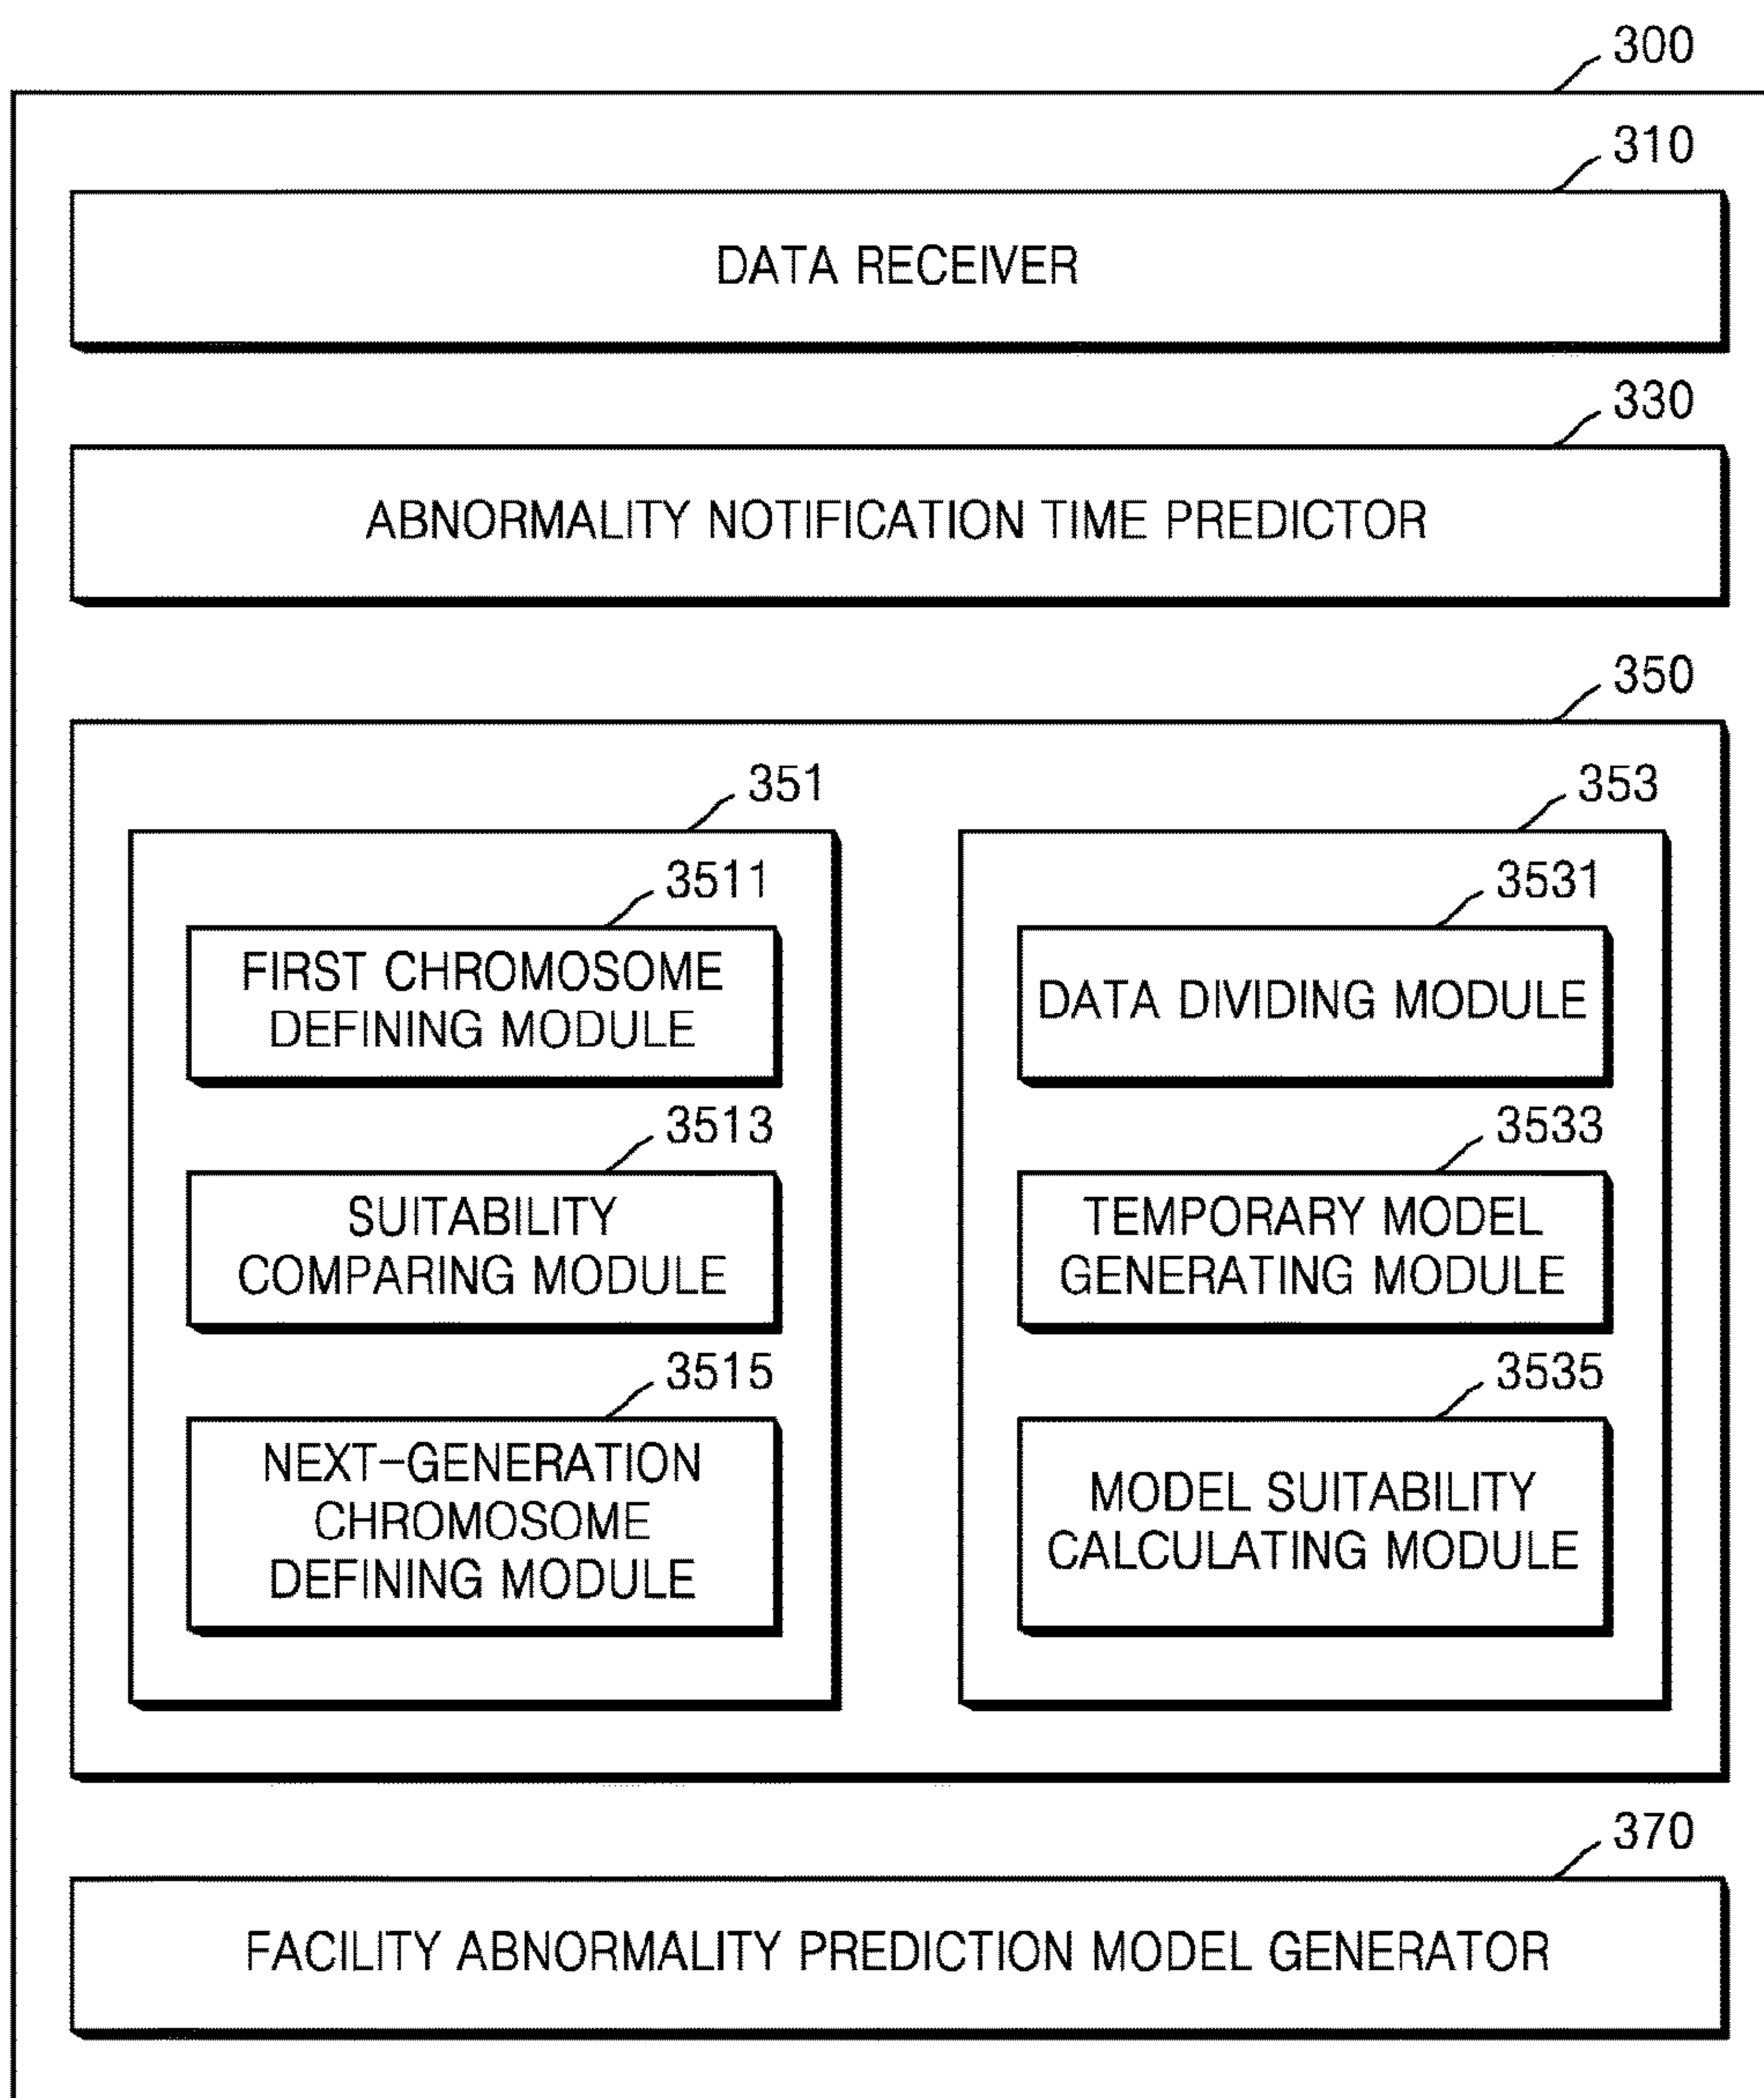 300
310
DATA RECEIVER
330
ABNORMALITY NOTIFICATION TIME PREDICTOR
350
351
3511
FIRST CHROMOSOME
DEFINING MODULE
3513
SUITABILITY
COMPARING MODULE
3515
NEXT-GENERATION
CHROMOSOME
DEFINING MODULE
353
3531
DATA DIVIDING MODULE
3533
TEMPORARY MODEL
GENERATING MODULE
3535
MODEL SUITABILITY
CALCULATING MODULE
370
FACILITY ABNORMALITY PREDICTION MODEL GENERATOR